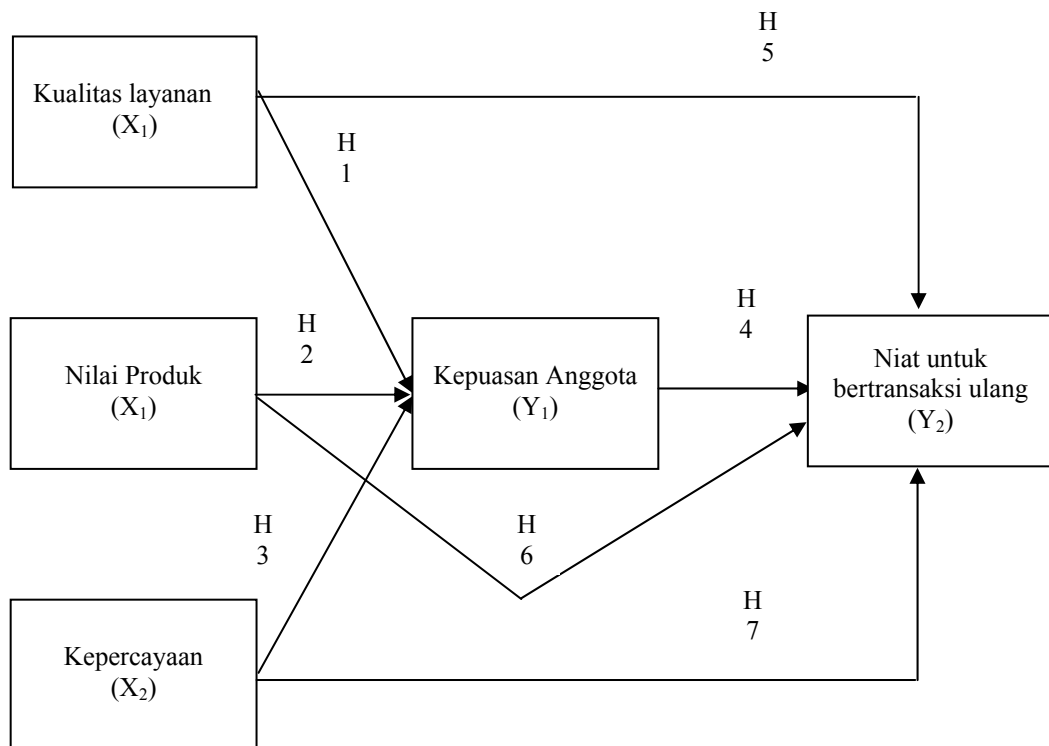 H
5
Kualitas layanan
(X₁)
H
1
H
2
Nilai Produk
(X₁)
Kepuasan Anggota
(Y₁)
H
4
Niat untuk
bertransaksi ulang
(Y₂)
H
3
H
6
Kepercayaan
(X₂)
H
7